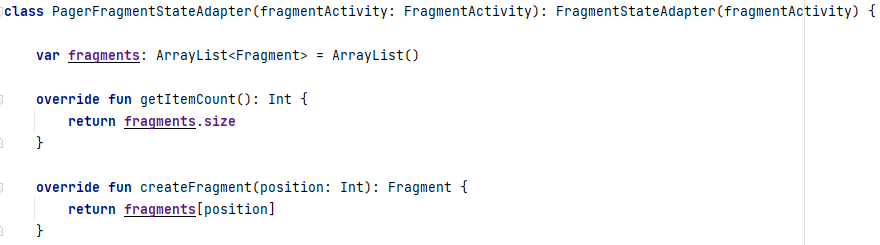 class PagerFragmentStateAdapter(fragmentActivity: FragmentActivity): FragmentStateAdapter(fragmentActivity) {
var fragments: ArrayList<Fragment> = ArrayList()
override fun getItemCount(): Int {
return fragments.size
}
override fun createFragment(position: Int): Fragment {
return fragments[position]
}